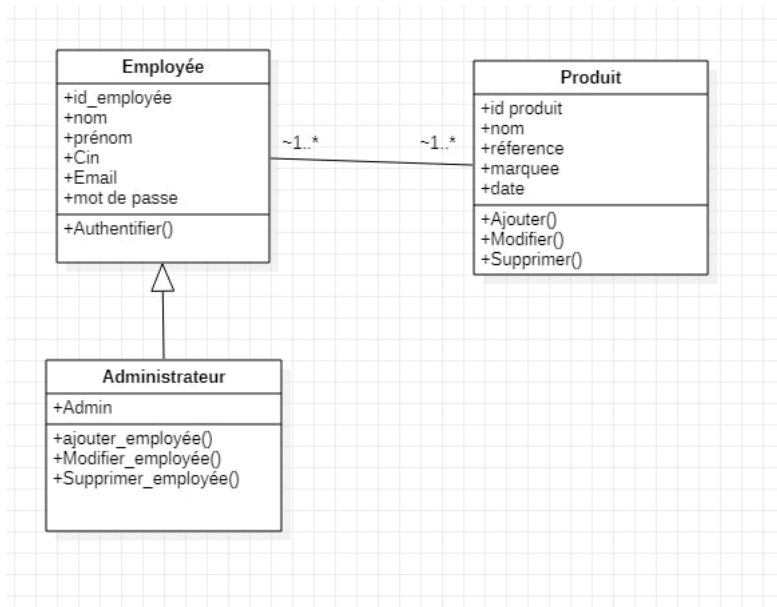 Employée
+id_employée
+nom
+prénom
+Cin
+Email
+mot de passe
+Authentifier()
~1..*
~1..*
Produit
+id produit
+nom
+réference
+marquee
+date
+Ajouter()
+Modifier()
+Supprimer()
Administrateur
+Admin
+ajouter_employée()
+Modifier_employée()
+Supprimer_employée()